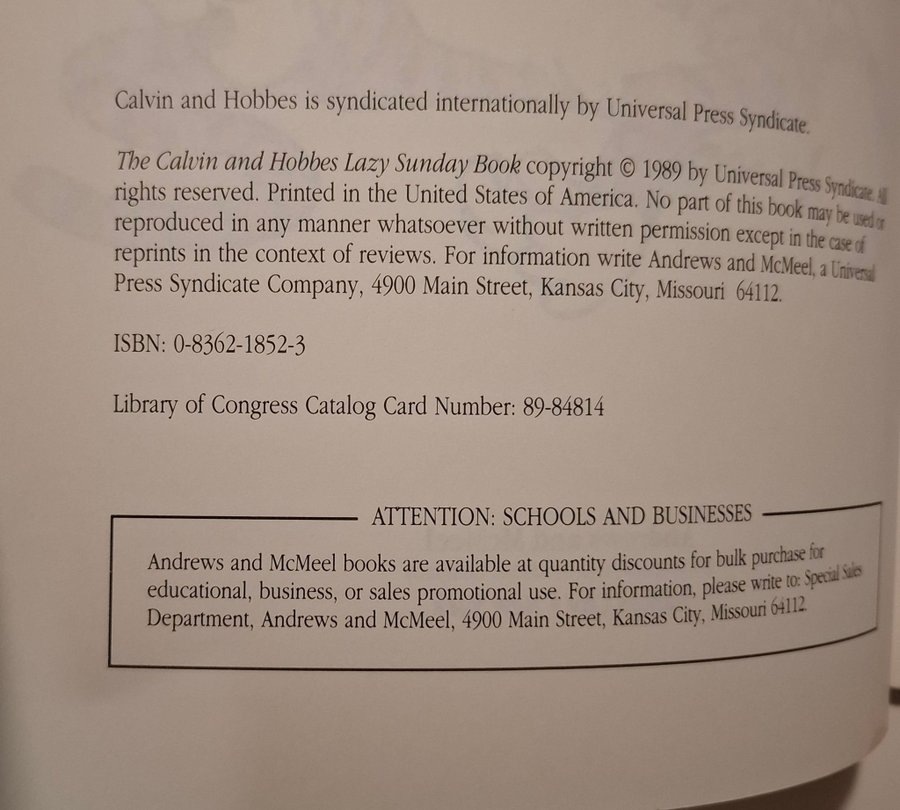 Calvin and Hobbes is syndicated internationally by Universal Press Syndicate.
The Calvin and Hobbes Lazy Sunday Book copyright © 1989 by Universal Press Syndicate. All
rights reserved. Printed in the United States of America. No part of this book may be used or
reproduced in any manner whatsoever without written permission except in the case of
reprints in the context of reviews. For information write Andrews and McMeel, a Universal
Press Syndicate Company, 4900 Main Street, Kansas City, Missouri 64112.
ISBN: 0-8362-1852-3
Library of Congress Catalog Card Number: 89-84814
ATTENTION: SCHOOLS AND BUSINESSES
Andrews and McMeel books are available at quantity discounts for bulk purchase for
educational, business, or sales promotional use. For information, please write to: Special Sales
Department, Andrews and McMeel, 4900 Main Street, Kansas City, Missouri 64112.